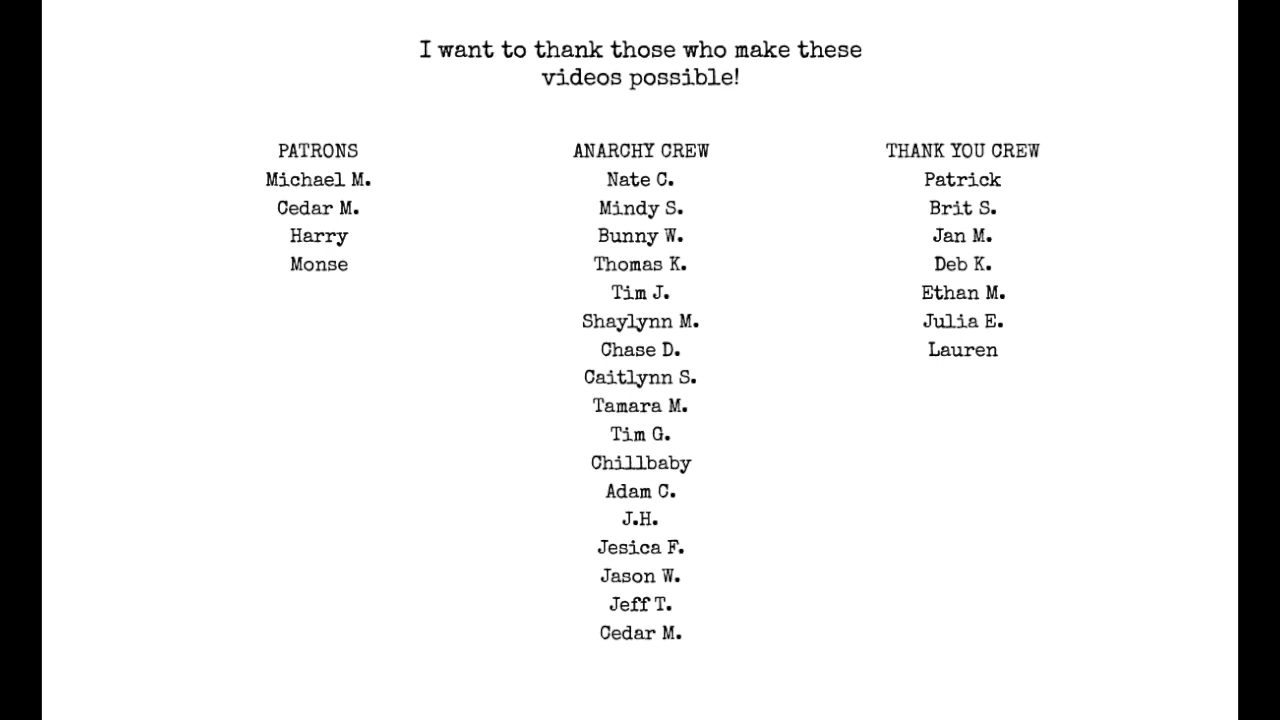 I want to thank those who make these
videos possible!
PATRONS
Michael M.
Cedar M.
Harry
Monse
ANARCHY CREW
Nate C.
Mindy S.
Bunny W.
Thomas K.
Tim J.
Shaylynn M.
Chase D.
Caitlynn S.
Tamara M.
Tim G.
Chillbaby
Adam C.
J.H.
Jesica F.
Jason W.
Jeff T.
Cedar M.
THANK YOU CREW
Patrick
Brit S.
Jan M.
Deb K.
Ethan M.
Julia E.
Lauren